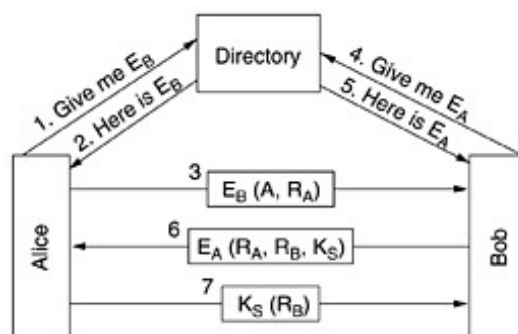 Directory
1. Give me E_B
2. Here is E_B
4. Give me E_A
5. Here is E_A
Alice
3
E_B (A, R_A)
6
E_A (R_A, R_B, K_S)
7
K_S (R_B)
Bob